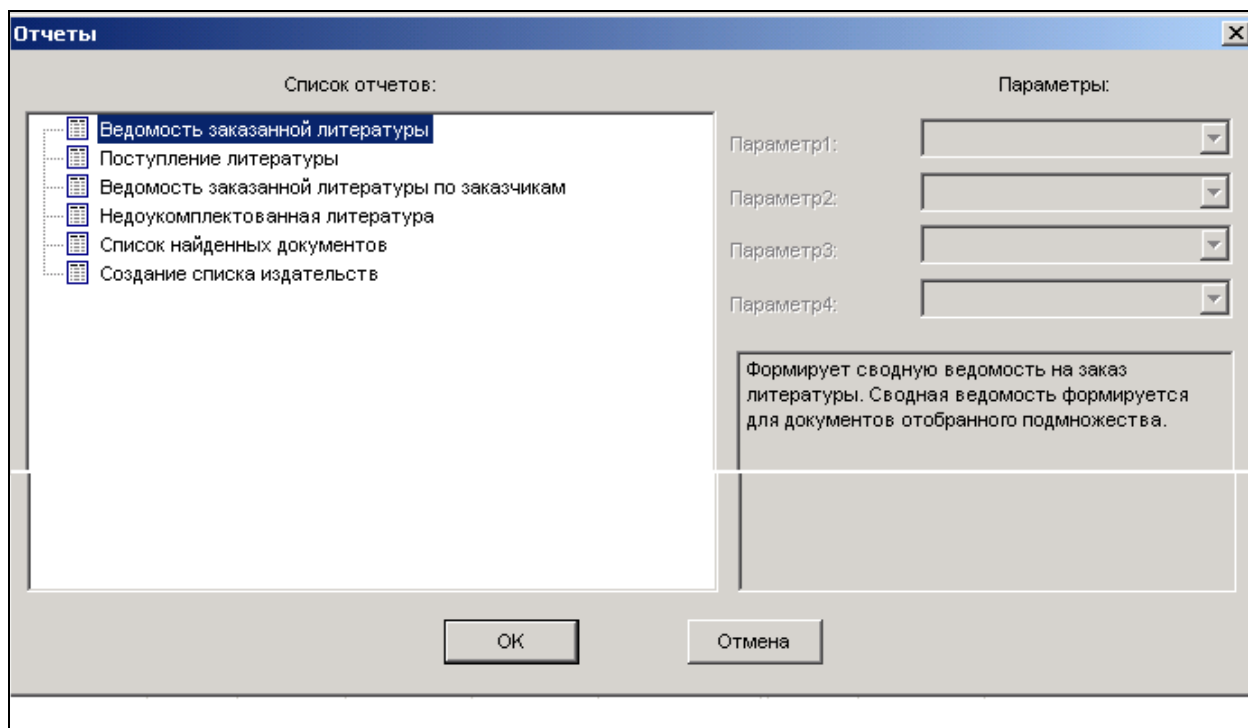 Отчеты
Список отчетов:
Ведомость заказанной литературы
Поступление литературы
Ведомость заказанной литературы по заказчикам
Недоукомплектованная литература
Список найденных документов
Создание списка издательств
Параметры:
Параметр1:
Параметр2:
Параметр3:
Параметр4:
Формирует сводную ведомость на заказ
литературы. Сводная ведомость формируется
для документов отобранного подмножества.
OK
Отмена